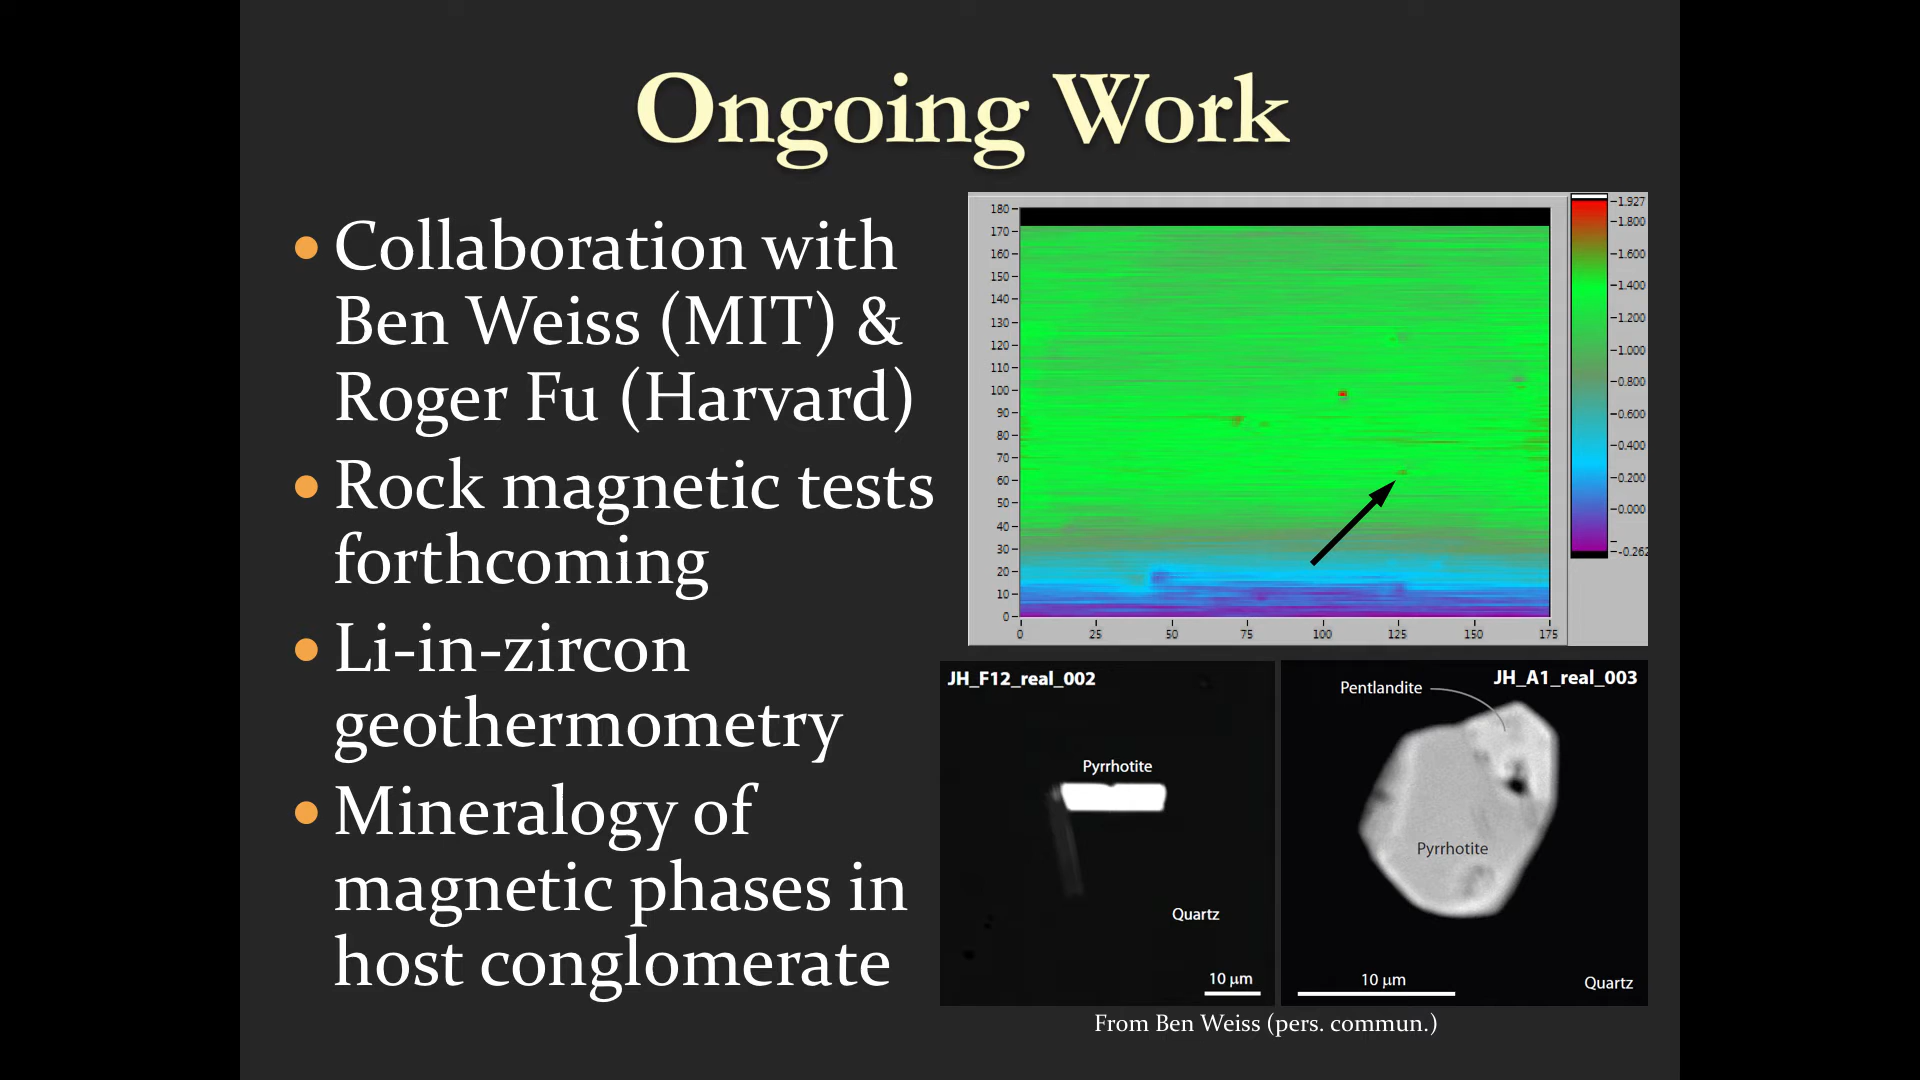 Ongoing Work
• Collaboration with
Ben Weiss (MIT) &
Roger Fu (Harvard)
• Rock magnetic tests
forthcoming
• Li-in-zircon
geothermometry
• Mineralogy of
magnetic phases in
host conglomerate
180
170
160
150
140
130
120
110
100
90
80
70
60
50
40
30
20
10
0
0 25 50 75 100 125 150 175
1.927
1.800
1.600
1.400
1.200
1.000
0.800
0.600
0.400
0.200
0.000
-0.262
JH_F12_real_002
Pyrrhotite
Quartz
10 µm
JH_A1_real_003
Pentlandite
Pyrrhotite
10 µm
Quartz
From Ben Weiss (pers. commun.)